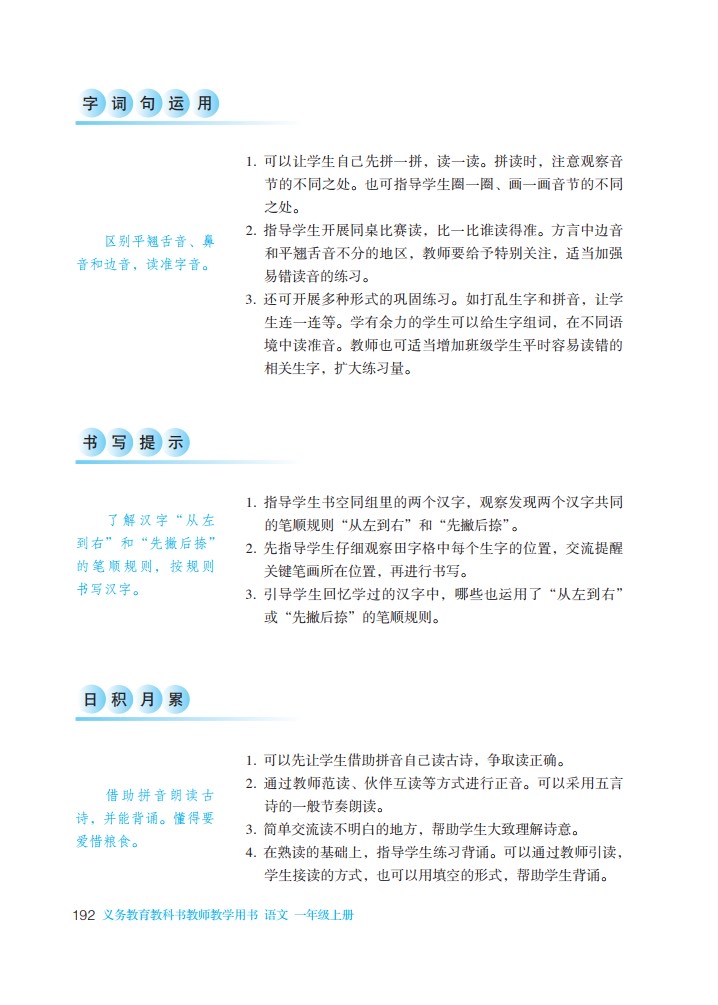 字词句运用
区别平翘舌音、鼻
音和边音，读准字音。
1. 可以让学生自己先拼一拼，读一读。拼读时，注意观察音
节的不同之处。也可指导学生圈一圈、画一画音节的不同
之处。
2. 指导学生开展同桌比赛读，比一比谁读得准。方言中边音
和平翘舌音不分的地区，教师要给予特别关注，适当加强
易错读音的练习。
3. 还可开展多种形式的巩固练习。如打乱生字和拼音，让学
生连一连等。学有余力的学生可以给生字组词，在不同语
境中读准音。教师也可适当增加班级学生平时容易读错的
相关生字，扩大练习量。
书写提示
了解汉字“从左
到右”和“先撇后捺”
的笔顺规则，按规则
书写汉字。
1. 指导学生书空同组里的两个汉字，观察发现两个汉字共同
的笔顺规则“从左到右”和“先撇后捺”。
2. 先指导学生仔细观察田字格中每个生字的位置，交流提醒
关键笔画所在位置，再进行书写。
3. 引导学生回忆学过的汉字中，哪些也运用了“从左到右”
或“先撇后捺”的笔顺规则。
日积月累
借助拼音朗读古
诗，并能背诵。懂得要
爱惜粮食。
1. 可以先让学生借助拼音自己读古诗，争取读正确。
2. 通过教师范读、伙伴互读等方式进行正音。可以采用五言
诗的一般节奏朗读。
3. 简单交流读不明白的地方，帮助学生大致理解诗意。
4. 在熟读的基础上，指导学生练习背诵。可以通过教师引读，
学生接读的方式，也可以用填空的形式，帮助学生背诵。
192 义务教育教科书教师教学用书 语文 一年级上册